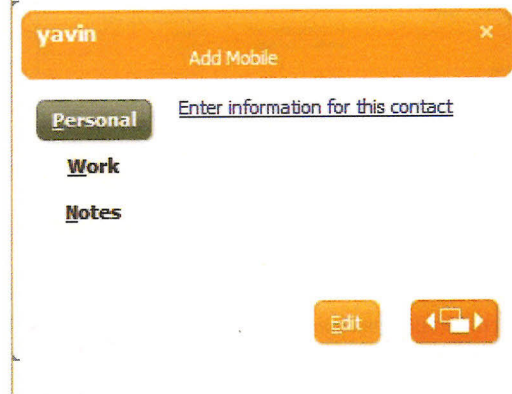 yavin
Add Mobile
Personal
Enter information for this contact
Work
Notes
Edit